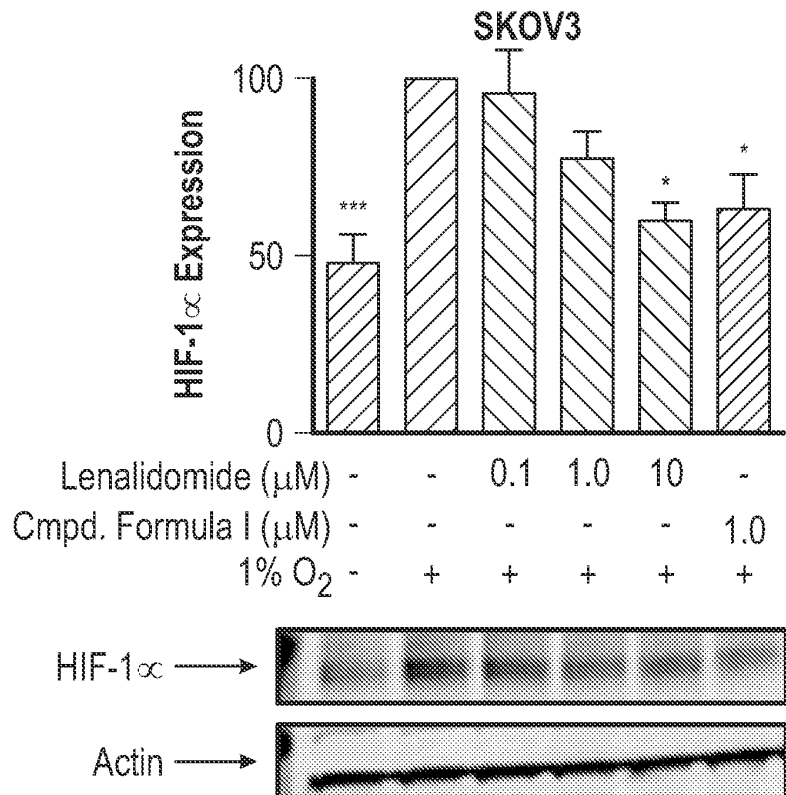 SKOV3
HIF-1∝ Expression
100
50
0
***
*
*
Lenalidomide (μM) - - 0.1 1.0 10 -
Cmpd. Formula I (μM) - - - - - 1.0
1% O₂ - + + + + +
HIF-1∝
Actin